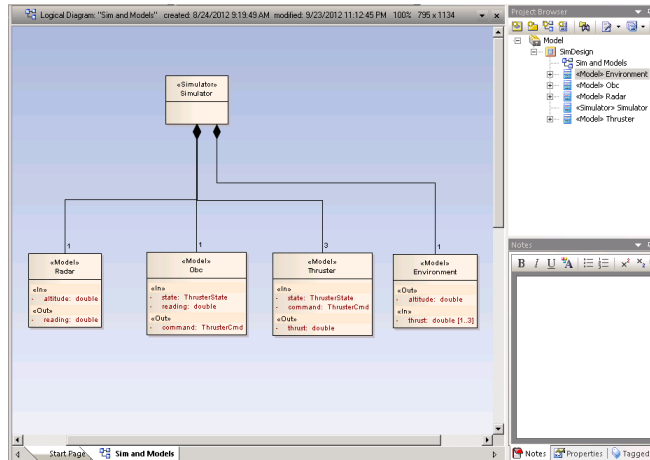 Logical Diagram: "Sim and Models" created: 8/24/2012 9:19:49 AM modified: 9/23/2012 11:12:45 PM 100% 795 x 1134
«Simulator»
Simulator
1
1
3
1
«Model»
Radar
«In»
- altitude: double
«Out»
- reading: double
«Model»
Obc
«In»
- state: ThrusterState
- reading: double
«Out»
- command: ThrusterCmd
«Model»
Thruster
«In»
- state: ThrusterState
- command: ThrusterCmd
«Out»
- thrust: double
«Model»
Environment
«Out»
- altitude: double
«In»
- thrust: double [1..3]
Start Page
Sim and Models
Project Browser
Model
SimDesign
Sim and Models
«Model» Environment
«Model» Obc
«Model» Radar
«Simulator» Simulator
«Model» Thruster
Notes
B I U A
Notes
Properties
Tagged